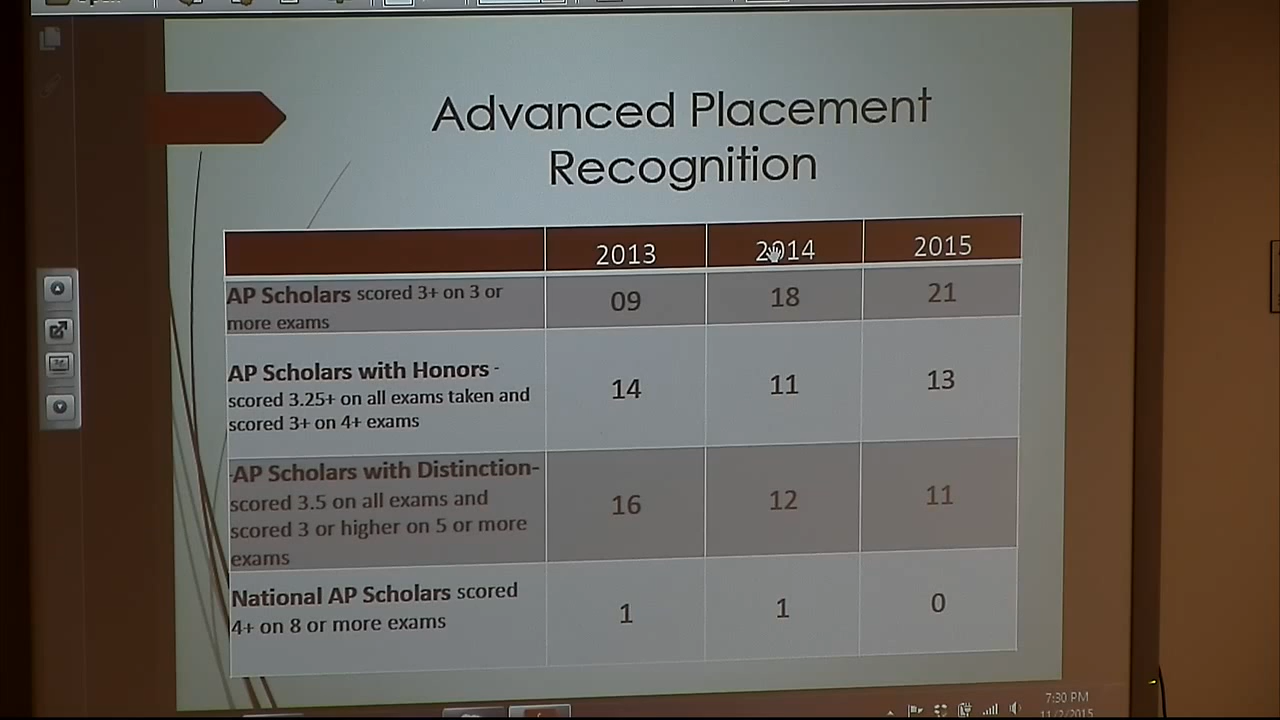 Advanced Placement
Recognition
2013 2014 2015
AP Scholars scored 3+ on 3 or
more exams
09 18 21
AP Scholars with Honors -
scored 3.25+ on all exams taken and
scored 3+ on 4+ exams
14 11 13
-AP Scholars with Distinction-
scored 3.5 on all exams and
scored 3 or higher on 5 or more
exams
16 12 11
National AP Scholars scored
4+ on 8 or more exams
1 1 0
7:30 PM
11/2/2015